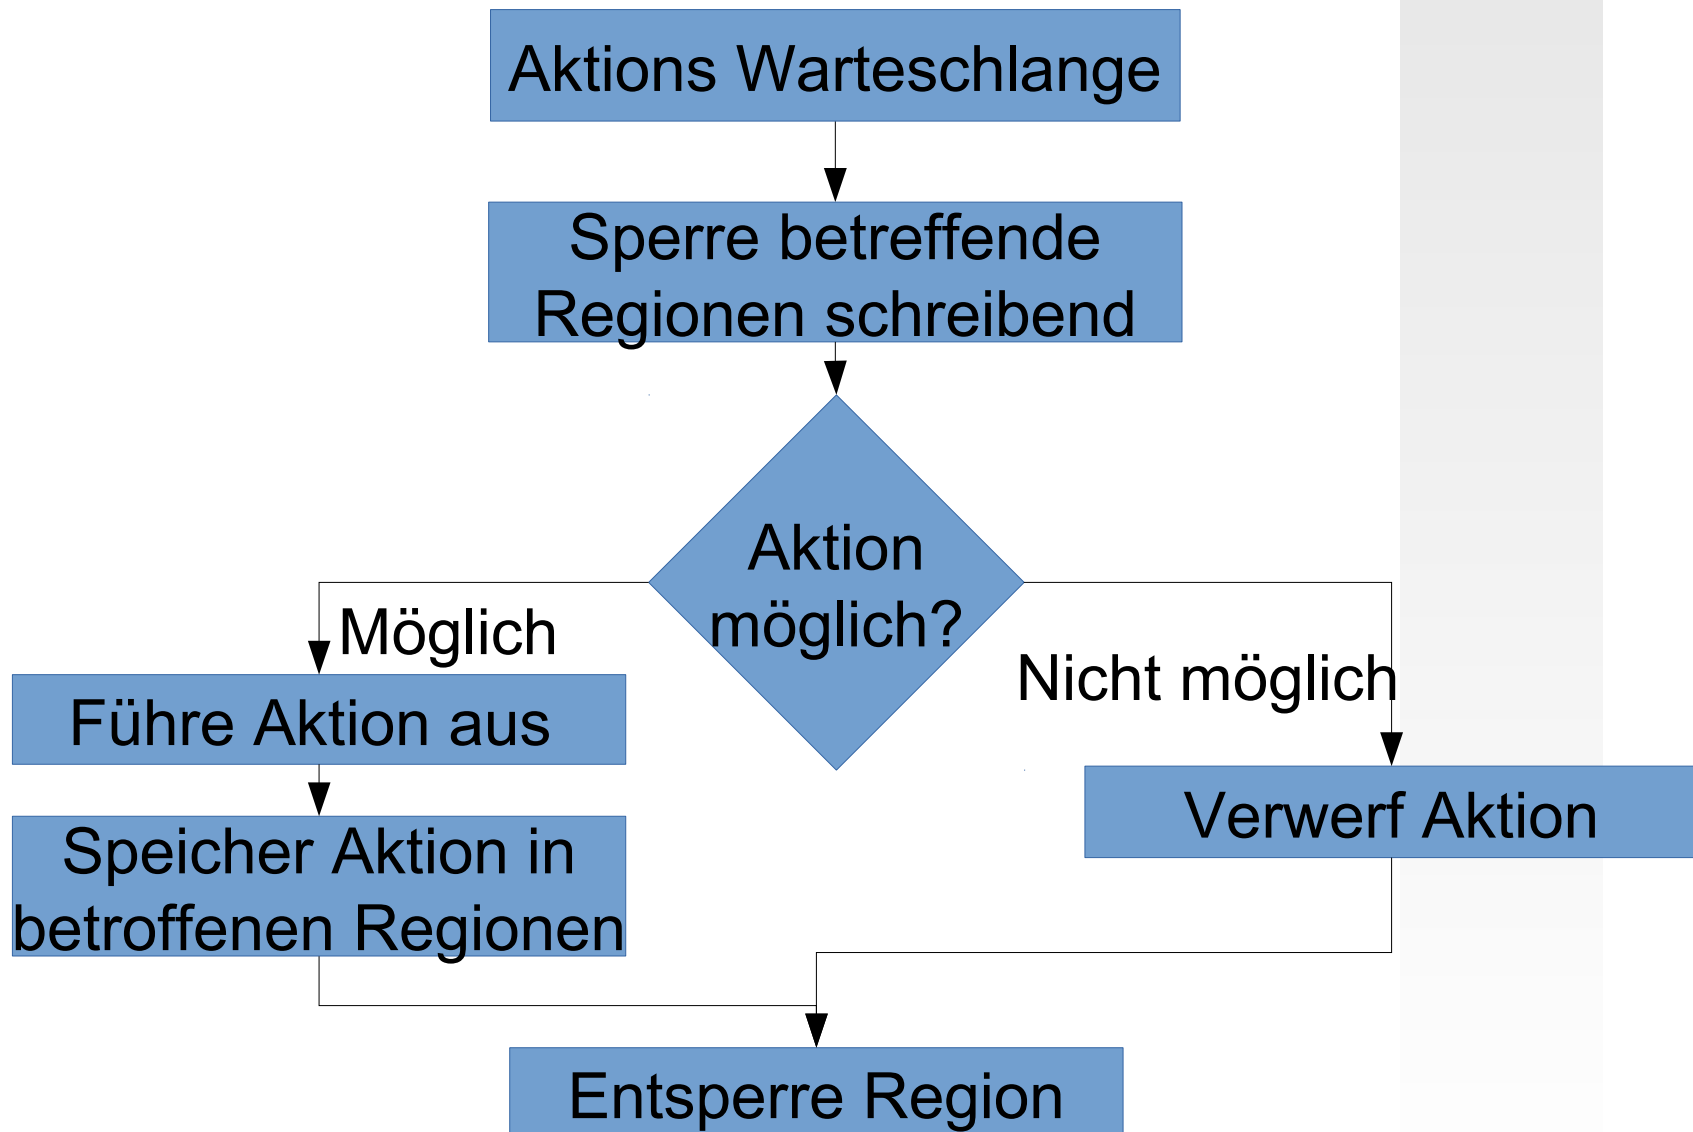 Aktions Warteschlange
Sperre betreffende
Regionen schreibend
Aktion
möglich?
Möglich
Nicht möglich
Führe Aktion aus
Verwerf Aktion
Speicher Aktion in
betroffenen Regionen
Entsperre Region